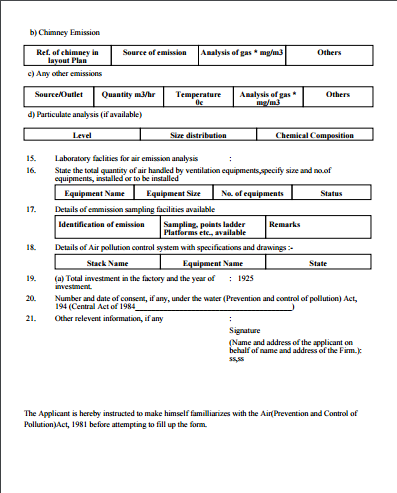 b) Chimney Emission
Ref. of chimney in layout Plan Source of emission Analysis of gas * mg/m3 Others
c) Any other emissions
Source/Outlet Quantity m3/hr Temperature 0c Analysis of gas * mg/m3 Others
d) Particulate analysis (if available)
Level Size distribution Chemical Composition
15. Laboratory faclities for air emission analysis :
16. State the total quantity of air handled by ventilation equipments,specify size and no.of
equipments, installed or to be installed
Equipment Name Equipment Size No. of equipments Status
17. Details of emmission sampling facilities available
Identification of emission Sampling, points ladder Platforms etc., available Remarks
18. Details of Air pollution control system with specifications and drawings :-
Stack Name Equipment Name State
19. (a) Total investment in the factory and the year of : 1925
investment.
20. Number and date of consent, if any, under the water (Prevention and control of pollution) Act,
194 (Central Act of 1984 )
21. Other relevent information, if any :
Signature
(Name and address of the applicant on
behalf of name and address of the Firm.):
ss,ss
The Applicant is hereby instructed to make himself familliarizes with the Air(Prevention and Control of
Pollution)Act, 1981 before attempting to fill up the form.